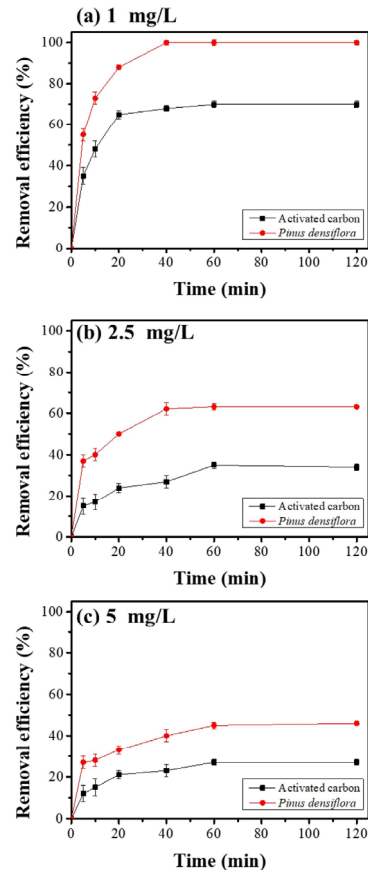 (a) 1 mg/L
Removal efficiency (%)
100
80
60
40
20
0
Activated carbon
Pinus densiflora
0 20 40 60 80 100 120
Time (min)
(b) 2.5 mg/L
Removal efficiency (%)
100
80
60
40
20
0
Activated carbon
Pinus densiflora
0 20 40 60 80 100 120
Time (min)
(c) 5 mg/L
Removal efficiency (%)
100
80
60
40
20
0
Activated carbon
Pinus densiflora
0 20 40 60 80 100 120
Time (min)